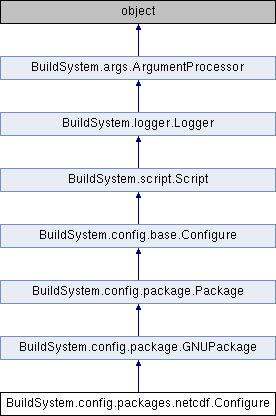 object
BuildSystem.args.ArgumentProcessor
BuildSystem.logger.Logger
BuildSystem.script.Script
BuildSystem.config.base.Configure
BuildSystem.config.package.Package
BuildSystem.config.package.GNUPackage
BuildSystem.config.packages.netcdf.Configure